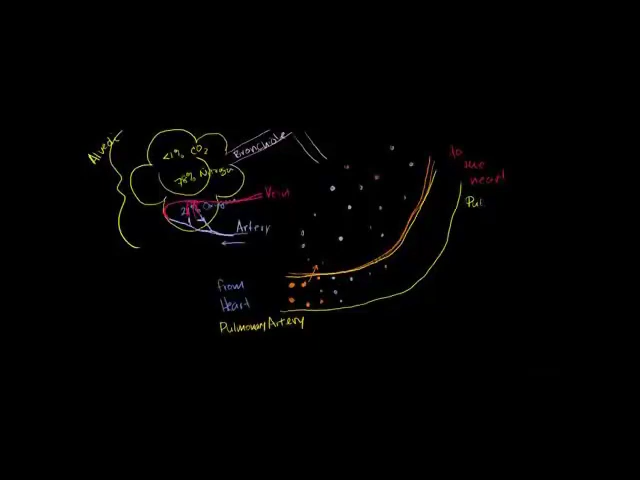 Alveoli
<1% CO2
78% Nitrogen
21% Oxygen
Bronchiole
Vein
Artery
from
Heart
Pulmonary Artery
to
the
heart
Pul